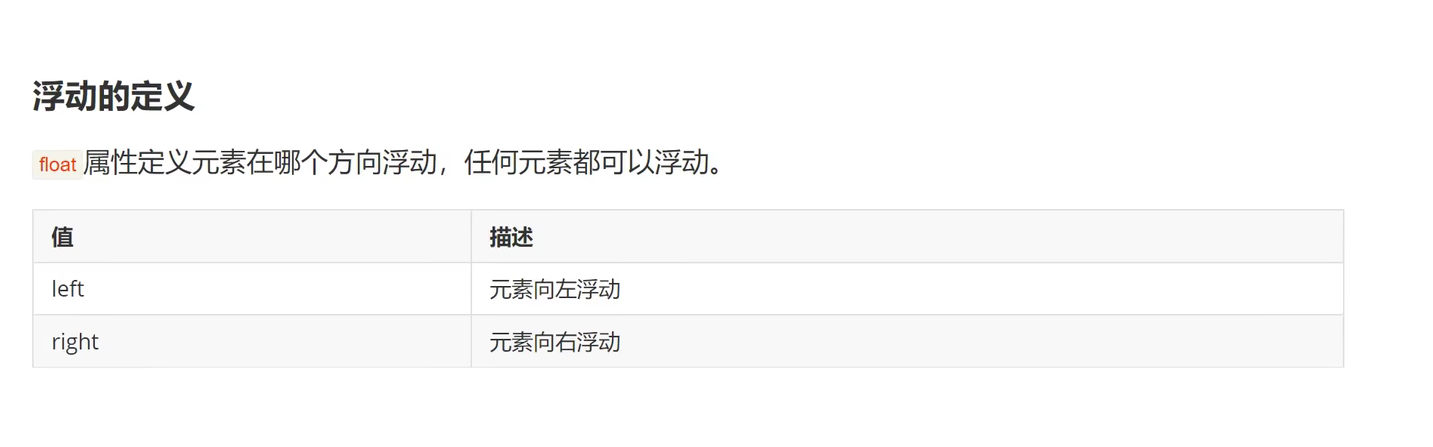 浮动的定义
float属性定义元素在哪个方向浮动，任何元素都可以浮动。
值 描述
left 元素向左浮动
right 元素向右浮动